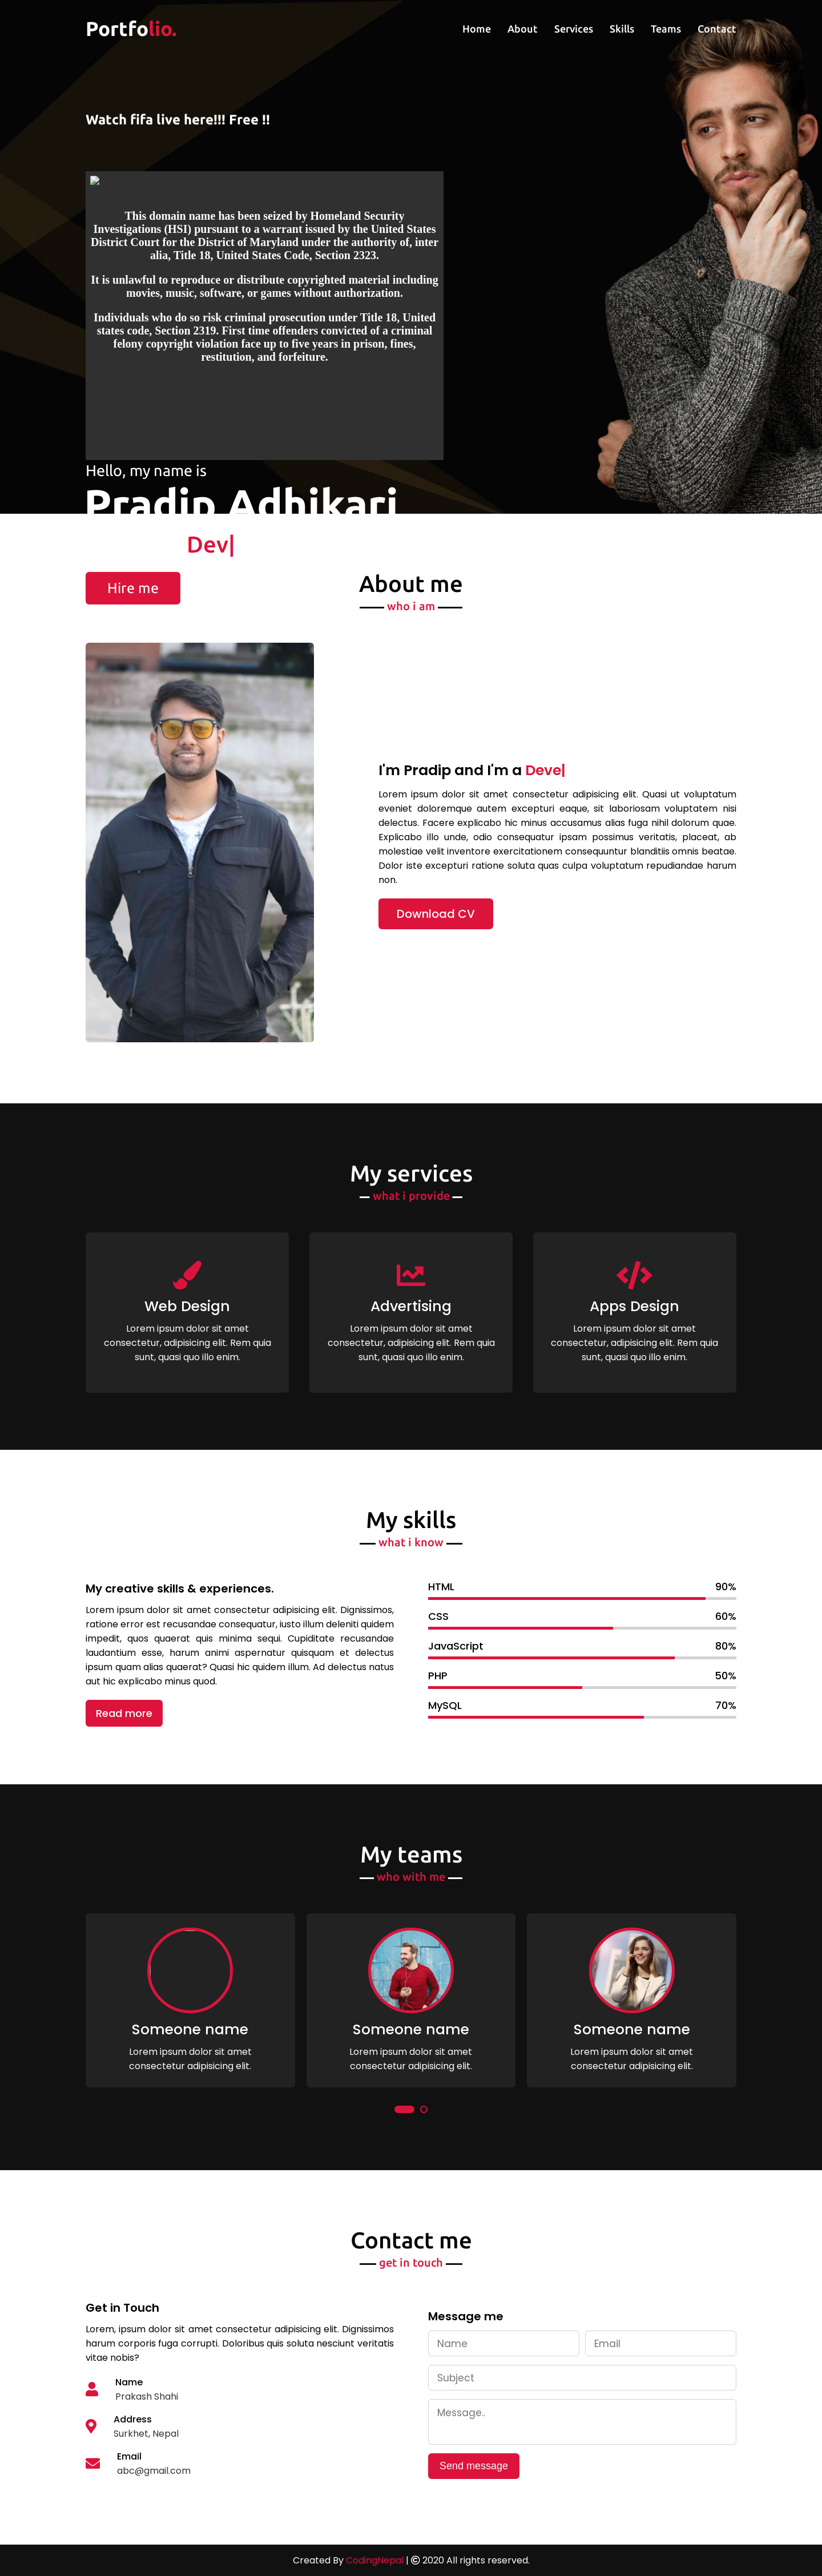 Portfolio.
Home About Services Skills Teams Contact
Watch fifa live here!!! Free !!
This domain name has been seized by Homeland Security
Investigations (HSI) pursuant to a warrant issued by the United States
District Court for the District of Maryland under the authority of, inter
alia, Title 18, United States Code, Section 2323.
It is unlawful to reproduce or distribute copyrighted material including
movies, music, software, or games without authorization.
Individuals who do so risk criminal prosecution under Title 18, United
states code, Section 2319. First time offenders convicted of a criminal
felony copyright violation face up to five years in prison, fines,
restitution, and forfeiture.
Hello, my name is
Pradip Adhikari
Dev|
Hire me
About me
who i am
I'm Pradip and I'm a Deve|
Lorem ipsum dolor sit amet consectetur adipisicing elit. Quasi ut voluptatum
eveniet doloremque autem excepturi eaque, sit laboriosam voluptatem nisi
delectus. Facere explicabo hic minus accusamus alias fuga nihil dolorum quae.
Explicabo illo unde, odio consequatur ipsam possimus veritatis, placeat, ab
molestiae velit inventore exercitationem consequuntur blanditiis omnis beatae.
Dolor iste excepturi ratione soluta quas culpa voluptatum repudiandae harum
non.
Download CV
My services
what i provide
Web Design
Lorem ipsum dolor sit amet
consectetur, adipisicing elit. Rem quia
sunt, quasi quo illo enim.
Advertising
Lorem ipsum dolor sit amet
consectetur, adipisicing elit. Rem quia
sunt, quasi quo illo enim.
Apps Design
Lorem ipsum dolor sit amet
consectetur, adipisicing elit. Rem quia
sunt, quasi quo illo enim.
My skills
what i know
My creative skills & experiences.
Lorem ipsum dolor sit amet consectetur adipisicing elit. Dignissimos,
ratione error est recusandae consequatur, iusto illum deleniti quidem
impedit, quos quaerat quis minima sequi. Cupiditate recusandae
laudantium esse, harum animi aspernatur quisquam et delectus
ipsum quam alias quaerat? Quasi hic quidem illum. Ad delectus natus
aut hic explicabo minus quod.
Read more
HTML 90%
CSS 60%
JavaScript 80%
PHP 50%
MySQL 70%
My teams
who with me
Someone name
Lorem ipsum dolor sit amet
consectetur adipisicing elit.
Someone name
Lorem ipsum dolor sit amet
consectetur adipisicing elit.
Someone name
Lorem ipsum dolor sit amet
consectetur adipisicing elit.
Contact me
get in touch
Get in Touch
Lorem, ipsum dolor sit amet consectetur adipisicing elit. Dignissimos
harum corporis fuga corrupti. Doloribus quis soluta nesciunt veritatis
vitae nobis?
Name
Prakash Shahi
Address
Surkhet, Nepal
Email
abc@gmail.com
Message me
Name
Email
Subject
Message..
Send message
Created By CodingNepal | © 2020 All rights reserved.